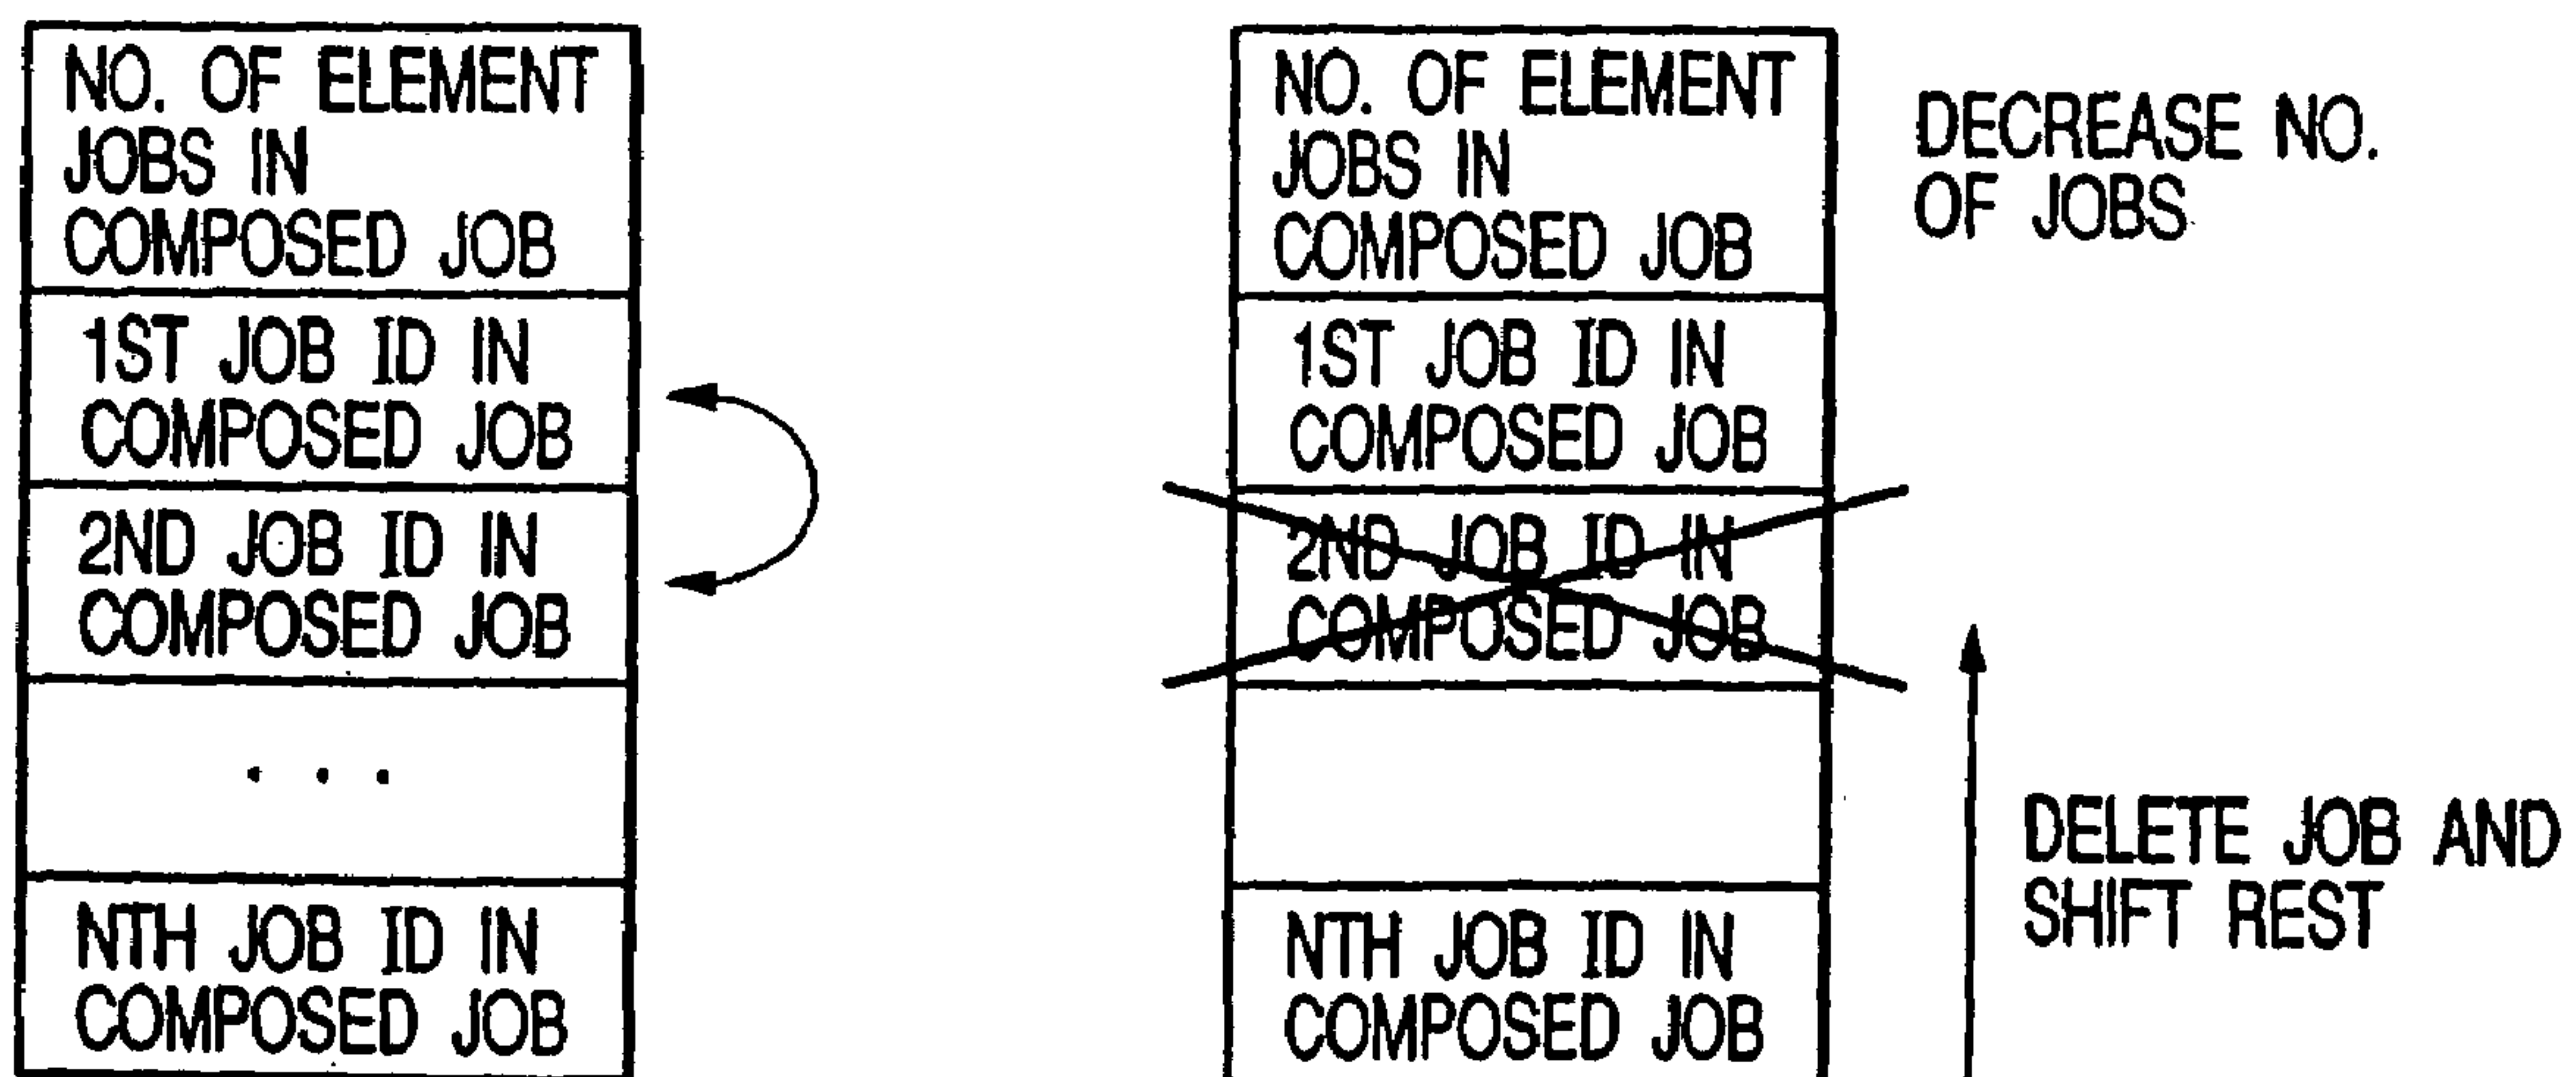 NO. OF ELEMENT
JOBS IN
COMPOSED JOB
1ST JOB ID IN
COMPOSED JOB
2ND JOB ID IN
COMPOSED JOB
. . .
NTH JOB ID IN
COMPOSED JOB
NO. OF ELEMENT
JOBS IN
COMPOSED JOB
1ST JOB ID IN
COMPOSED JOB
2ND JOB ID IN
COMPOSED JOB
NTH JOB ID IN
COMPOSED JOB
DECREASE NO.
OF JOBS
DELETE JOB AND
SHIFT REST